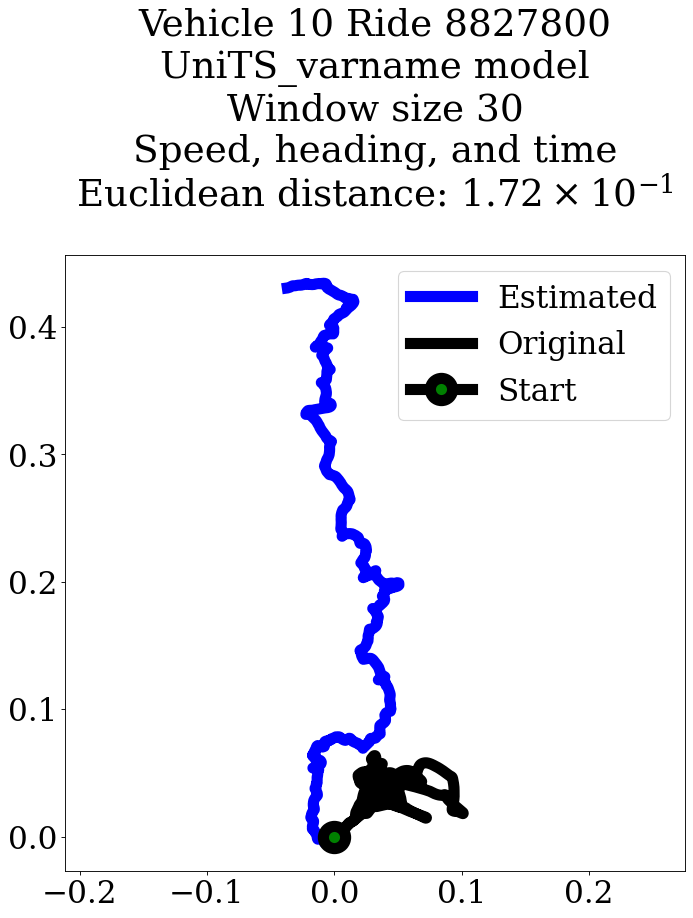 Vehicle 10 Ride 8827800
UniTS_varname model
Window size 30
Speed, heading, and time
Euclidean distance: 1.72 × 10⁻¹
Estimated
Original
Start
0.4
0.3
0.2
0.1
0.0
−0.2 −0.1 0.0 0.1 0.2